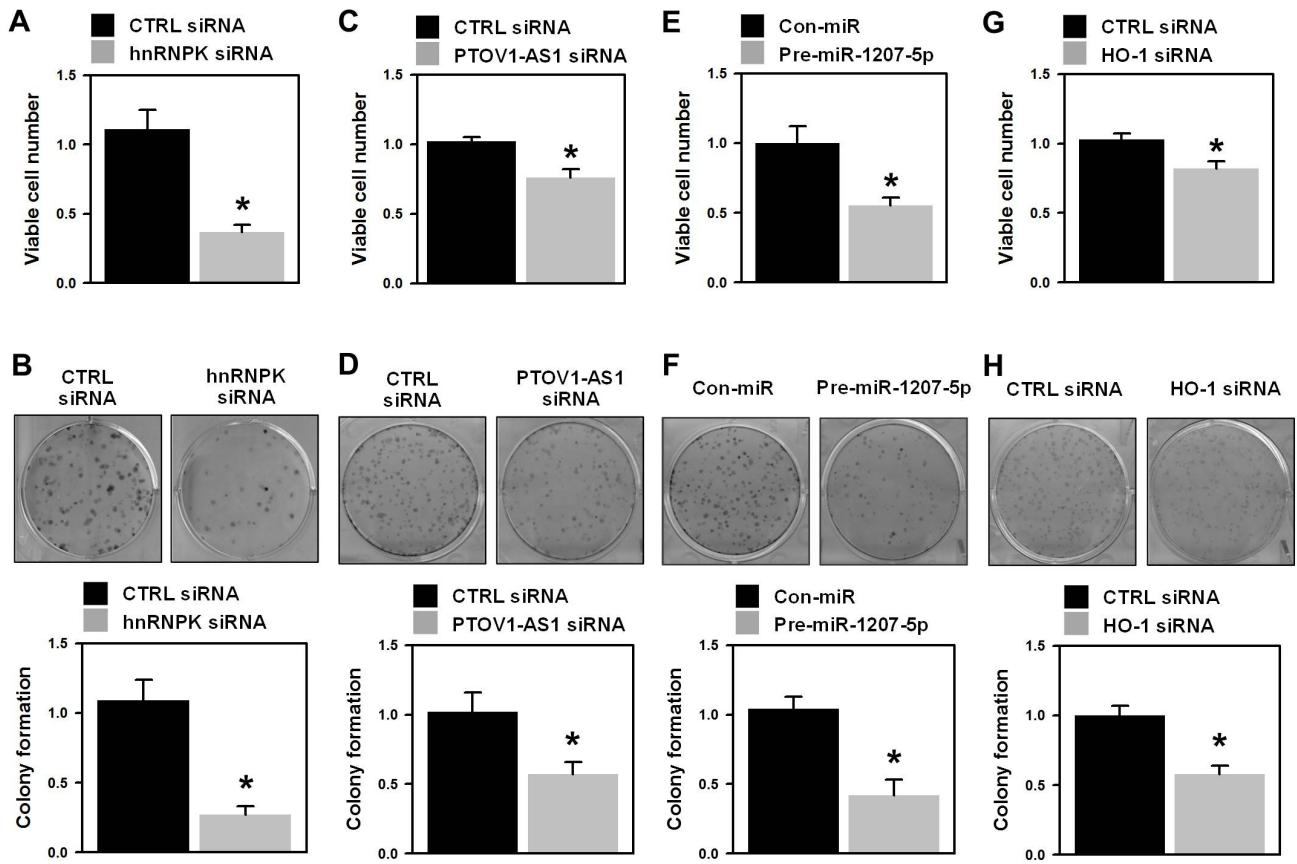 A
CTRL siRNA
hnRNPK siRNA
1.5
1.0
0.5
0.0
Viable cell number
*
C
CTRL siRNA
PTOV1-AS1 siRNA
1.5
1.0
0.5
0.0
Viable cell number
*
E
Con-miR
Pre-miR-1207-5p
1.5
1.0
0.5
0.0
Viable cell number
*
G
CTRL siRNA
HO-1 siRNA
1.5
1.0
0.5
0.0
Viable cell number
*
B
CTRL
siRNA
hnRNPK
siRNA
CTRL siRNA
hnRNPK siRNA
1.5
1.0
0.5
0.0
Colony formation
*
D
CTRL
siRNA
PTOV1-AS1
siRNA
CTRL siRNA
PTOV1-AS1 siRNA
1.5
1.0
0.5
0.0
Colony formation
*
F
Con-miR
Pre-miR-1207-5p
Con-miR
Pre-miR-1207-5p
1.5
1.0
0.5
0.0
Colony formation
*
H
CTRL siRNA
HO-1 siRNA
CTRL siRNA
HO-1 siRNA
1.5
1.0
0.5
0.0
Colony formation
*